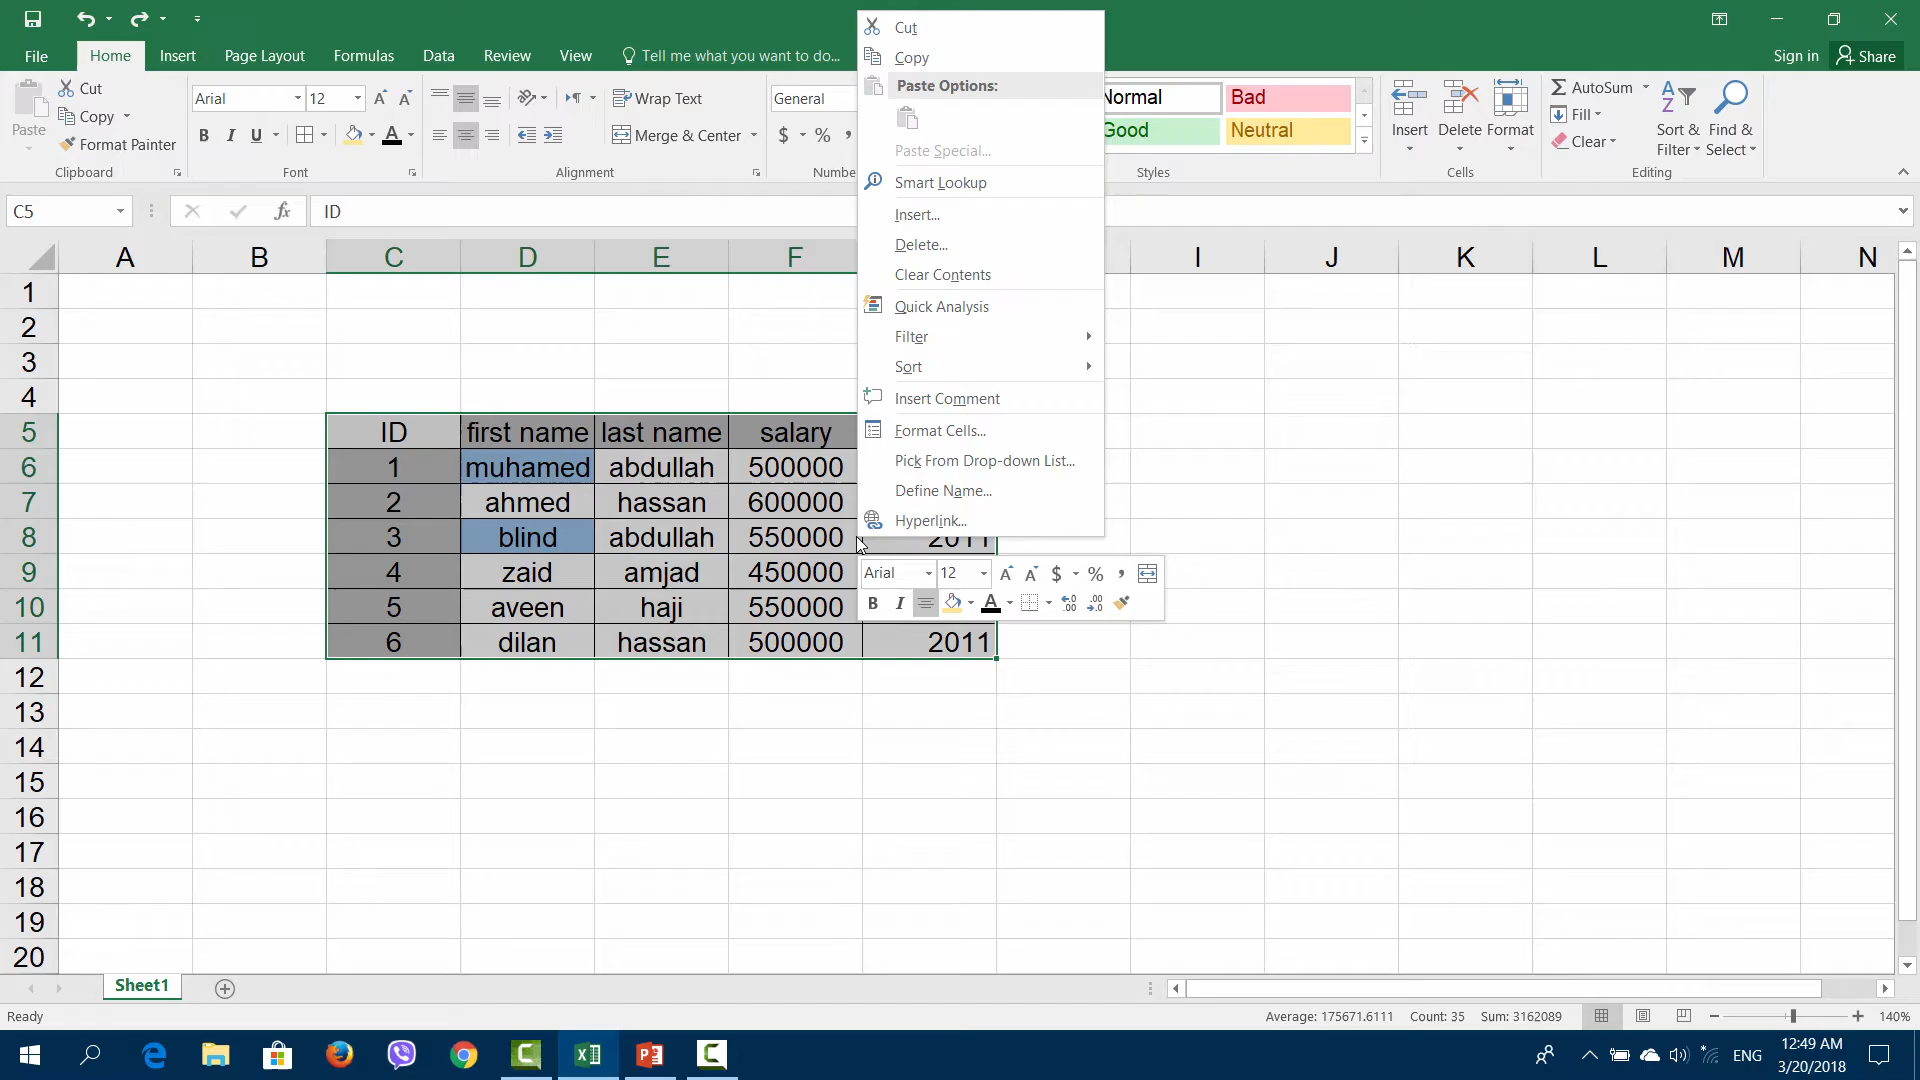 File
Home
Insert
Page Layout
Formulas
Data
Review
View
Tell me what you want to do...
Sign in
Share
Paste
Cut
Copy
Format Painter
Clipboard
Arial
12
B I U
A
Font
Wrap Text
Merge & Center
Alignment
General
$ % ,
Numbe
Normal
Bad
Good
Neutral
Styles
Insert
Delete
Format
Cells
AutoSum
Fill
Clear
Sort & Filter
Find & Select
Editing
C5
fx
ID
Cut
Copy
Paste Options:
Paste Special...
Smart Lookup
Insert...
Delete...
Clear Contents
Quick Analysis
Filter
Sort
Insert Comment
Format Cells...
Pick From Drop-down List...
Define Name...
Hyperlink...
A B C D E F I J K L M N
1
2
3
4
5 ID first name last name salary
6 1 muhamed abdullah 500000
7 2 ahmed hassan 600000
8 3 blind abdullah 550000 2011
9 4 zaid amjad 450000
10 5 aveen haji 550000
11 6 dilan hassan 500000 2011
12
13
14
15
16
17
18
19
20
Arial 12 A A $ % ,
B I A
Sheet1
Ready
Average: 175671.6111 Count: 35 Sum: 3162089
140%
ENG
12:49 AM
3/20/2018